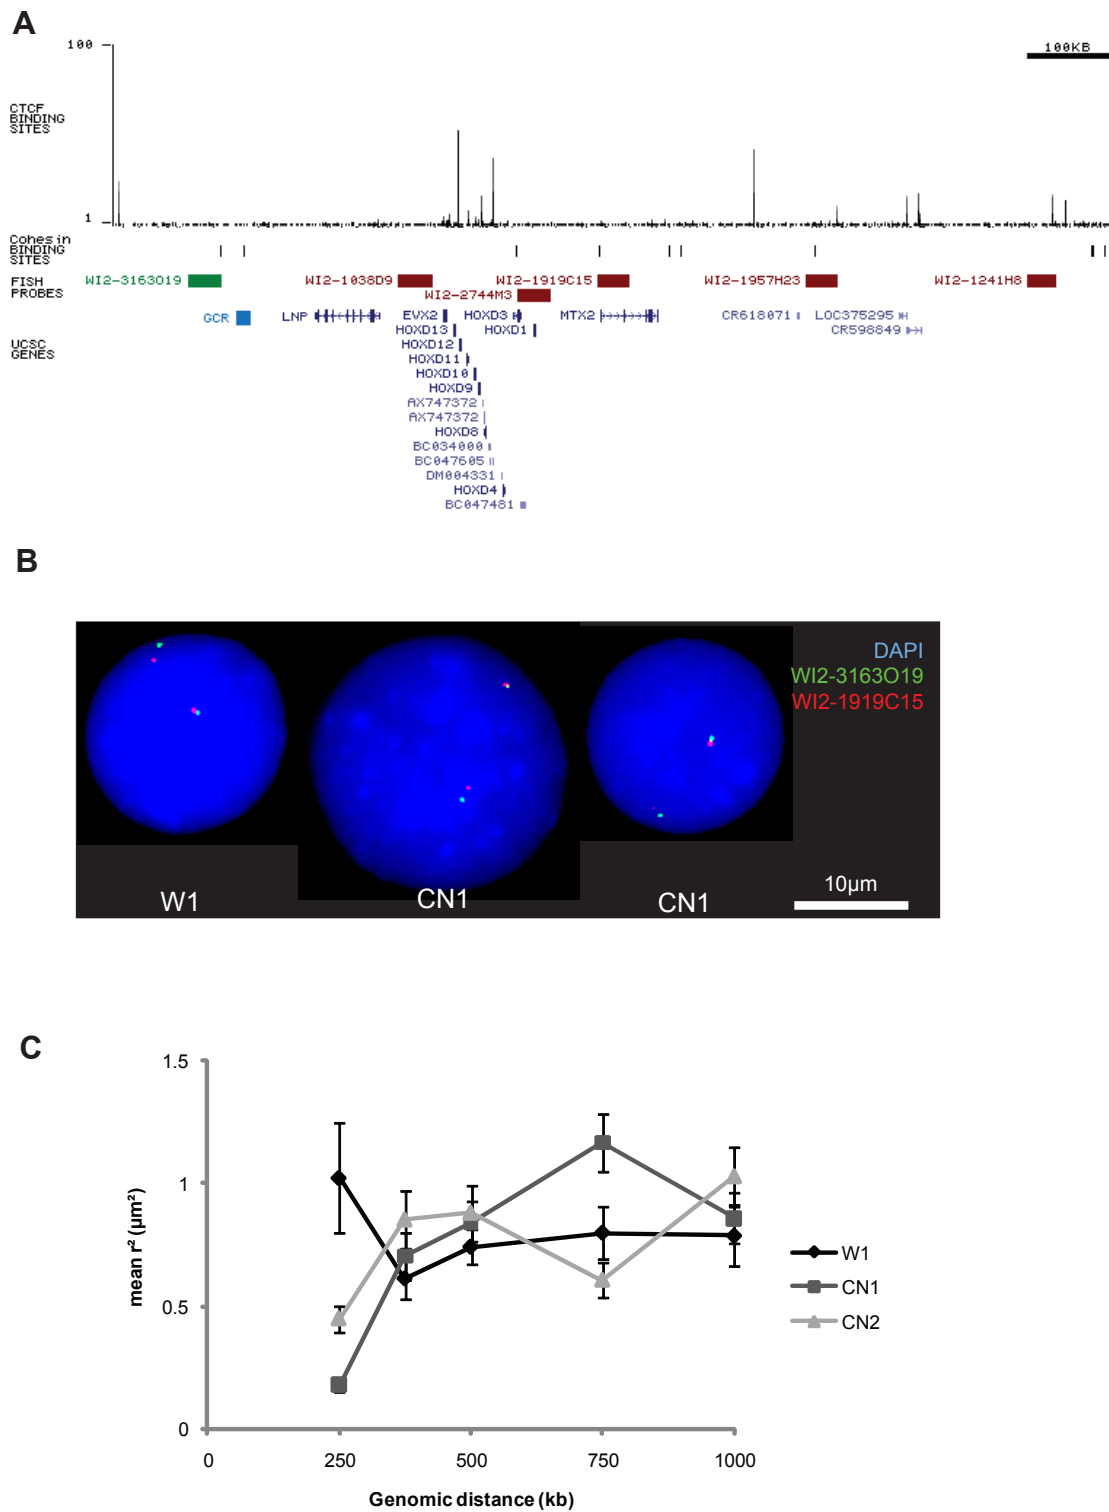 A
100
100KB
CTCF
BINDING
SITES
1
Cohesin
BINDING
SITES
FISH
PROBES
WI2-3163O19
WI2-1038D9
WI2-1919C15
WI2-1957H23
WI2-1241H8
WI2-2744M3
GCR
LNP
EVX2
HOXD3
MTX2
CR618071
LOC375295
UCSC
GENES
HOXD13
HOXD1
CR598849
HOXD12
HOXD11
HOXD10
HOXD9
AX747372
AX747372
HOXD8
BC034000
BC047605
DM004331
HOXD4
BC047481
B
DAPI
WI2-3163O19
WI2-1919C15
W1
CN1
CN1
10µm
C
1.5
1
0.5
0
mean r² (µm²)
0
250
500
750
1000
Genomic distance (kb)
W1
CN1
CN2